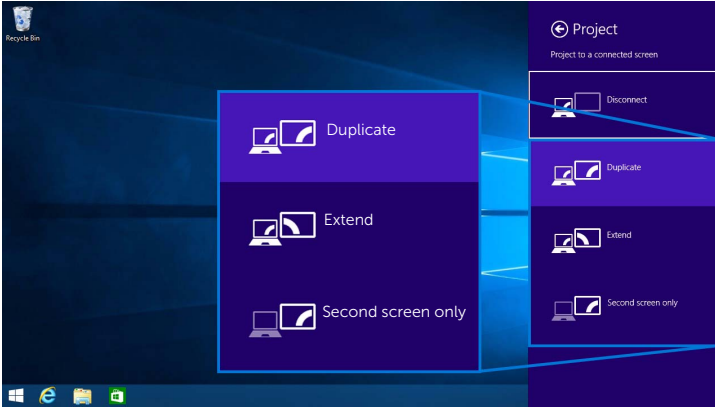 Recycle Bin
Project
Project to a connected screen
Disconnect
Duplicate
Extend
Second screen only
Duplicate
Extend
Second screen only